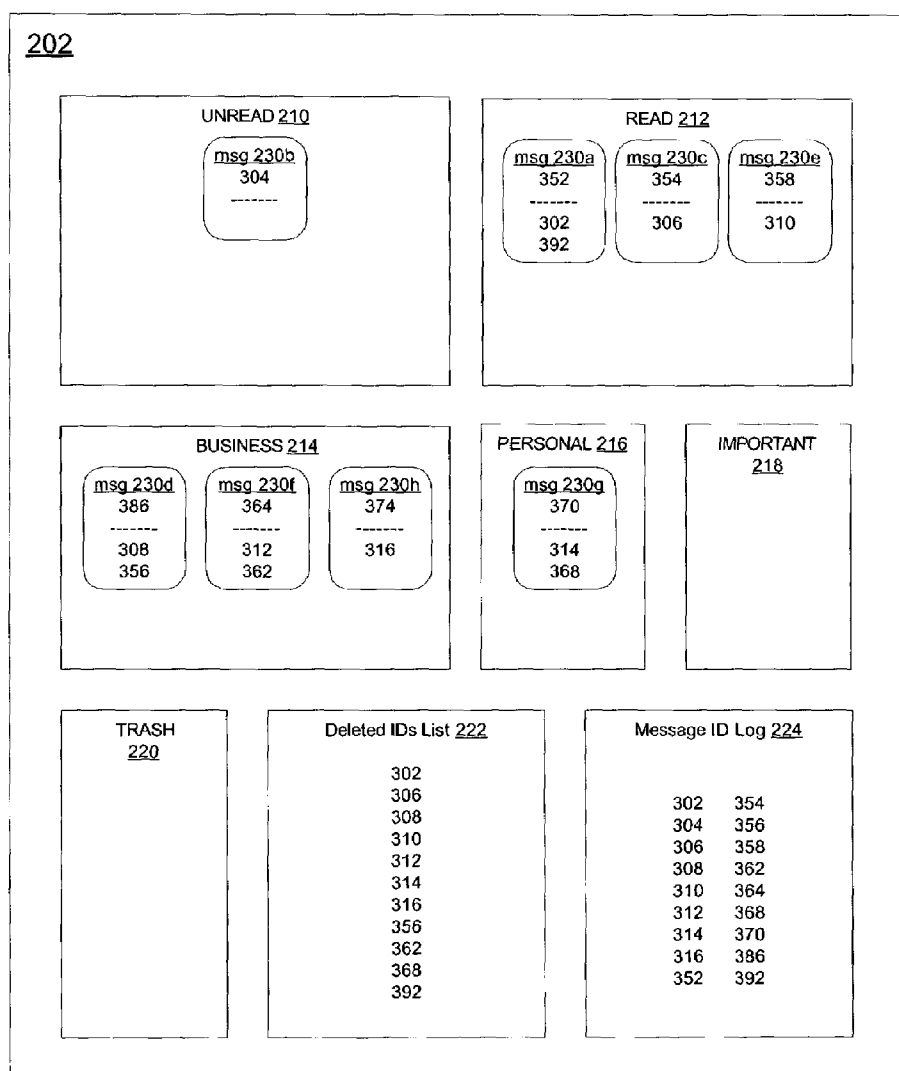 202
UNREAD 210
msg 230b
304
-------
READ 212
msg 230a msg 230c msg 230e
352 354 358
------- ------- -------
302 306 310
392
BUSINESS 214
msg 230d msg 230f msg 230h
386 364 374
------- ------- -------
308 312 316
356 362
PERSONAL 216
msg 230g
370
-------
314
368
IMPORTANT
218
TRASH
220
Deleted IDs List 222
302
306
308
310
312
314
316
356
362
368
392
Message ID Log 224
302 354
304 356
306 358
308 362
310 364
312 368
314 370
316 386
352 392